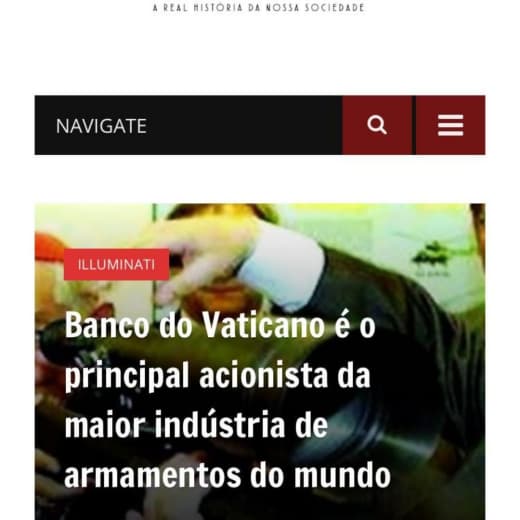 A REAL HISTÓRIA DA NOSSA SOCIEDADE
NAVIGATE
ILLUMINATI
Banco do Vaticano é o
principal acionista da
maior indústria de
armamentos do mundo